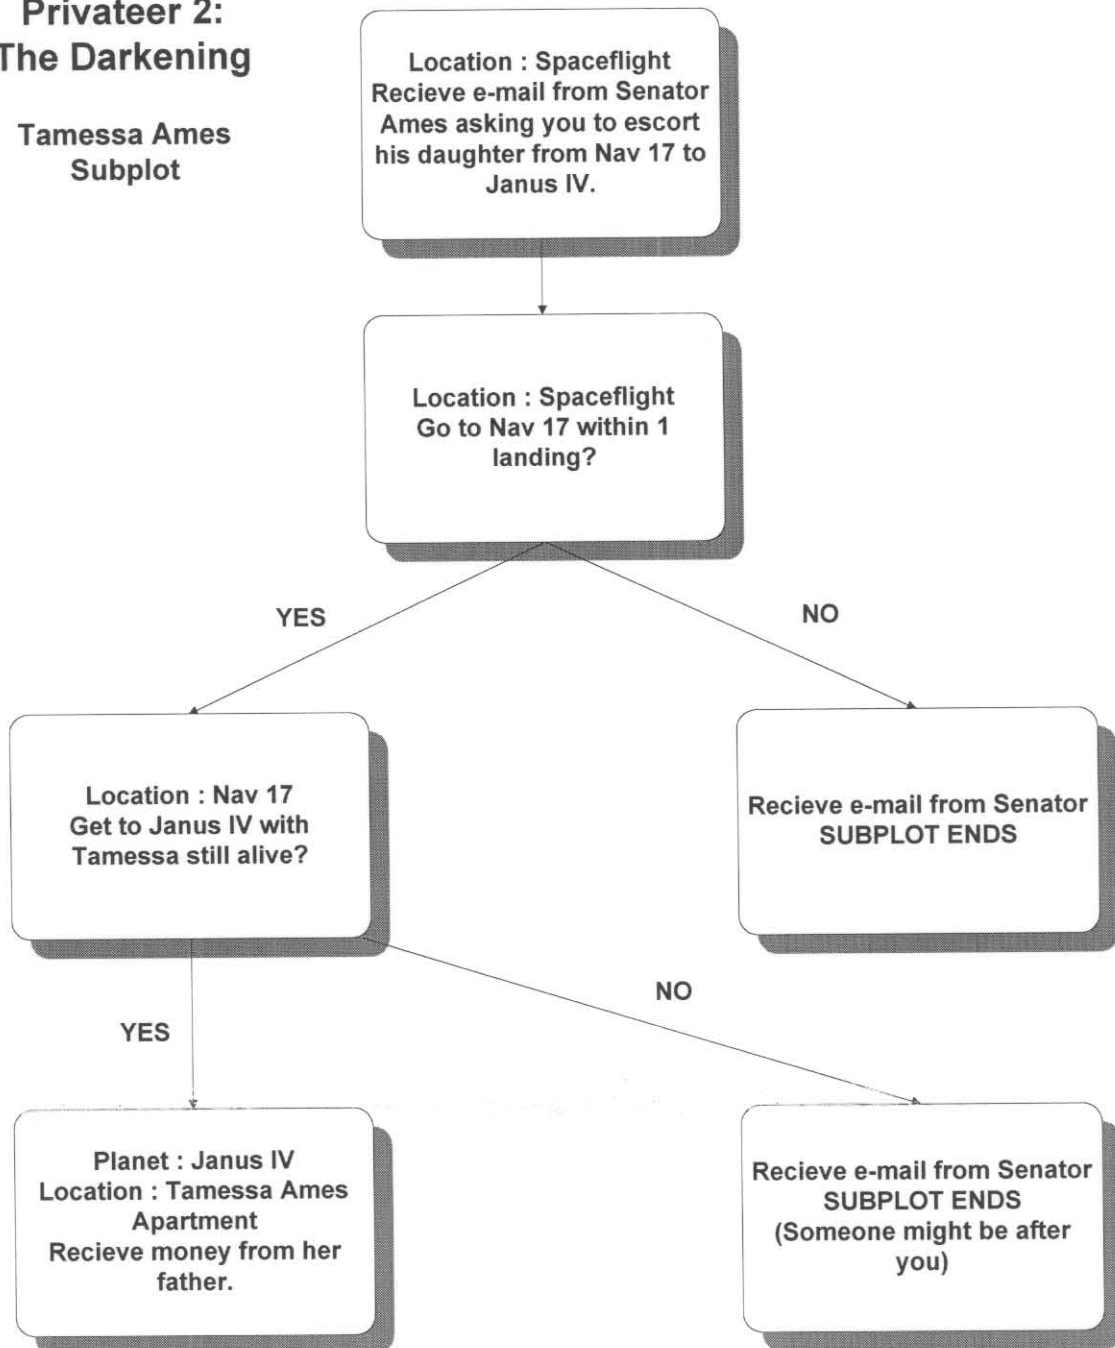 Privateer 2:
The Darkening
Tamessa Ames
Subplot
Location : Spaceflight
Recieve e-mail from Senator
Ames asking you to escort
his daughter from Nav 17 to
Janus IV.
Location : Spaceflight
Go to Nav 17 within 1
landing?
YES
NO
Location : Nav 17
Get to Janus IV with
Tamessa still alive?
Recieve e-mail from Senator
SUBPLOT ENDS
YES
NO
Planet : Janus IV
Location : Tamessa Ames
Apartment
Recieve money from her
father.
Recieve e-mail from Senator
SUBPLOT ENDS
(Someone might be after
you)